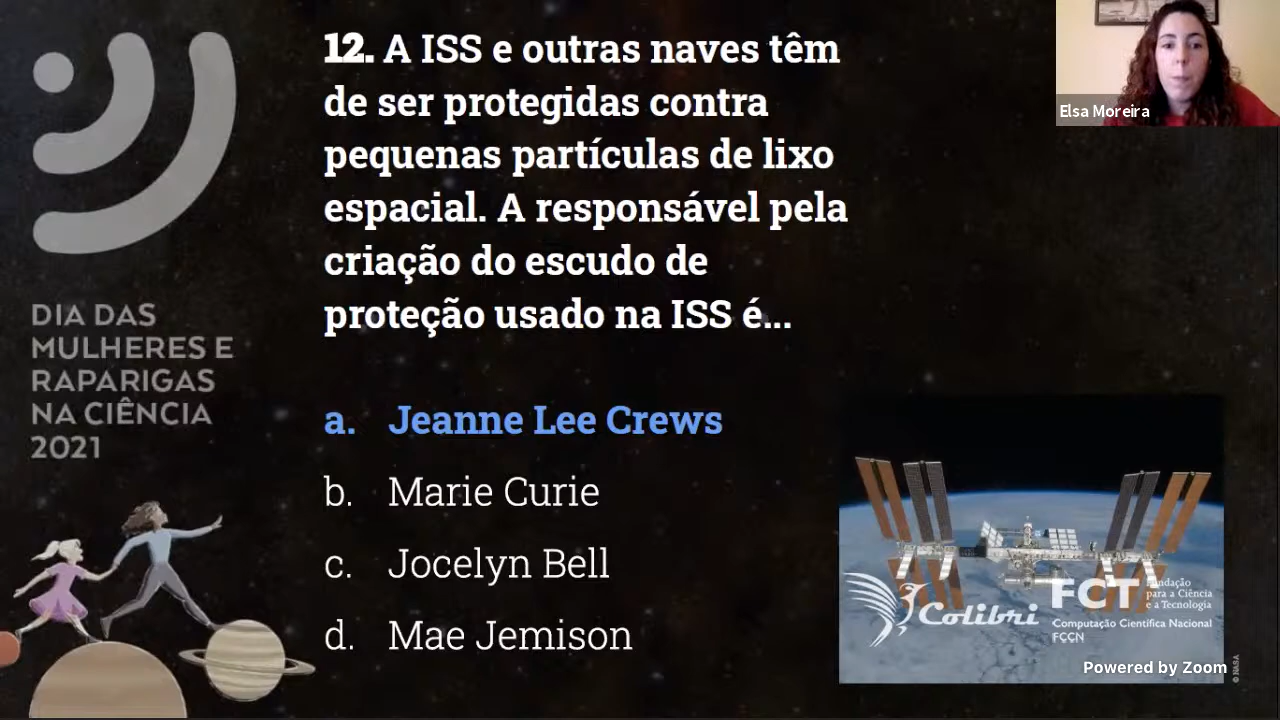 12. A ISS e outras naves têm
de ser protegidas contra
pequenas partículas de lixo
espacial. A responsável pela
criação do escudo de
proteção usado na ISS é...
a. Jeanne Lee Crews
b. Marie Curie
c. Jocelyn Bell
d. Mae Jemison
DIA DAS
MULHERES E
RAPARIGAS
NA CIÊNCIA
2021
Elsa Moreira
Colibri
FCT Fundação
para a Ciência
e a Tecnologia
Computação Científica Nacional
FCCN
Powered by Zoom
© NASA